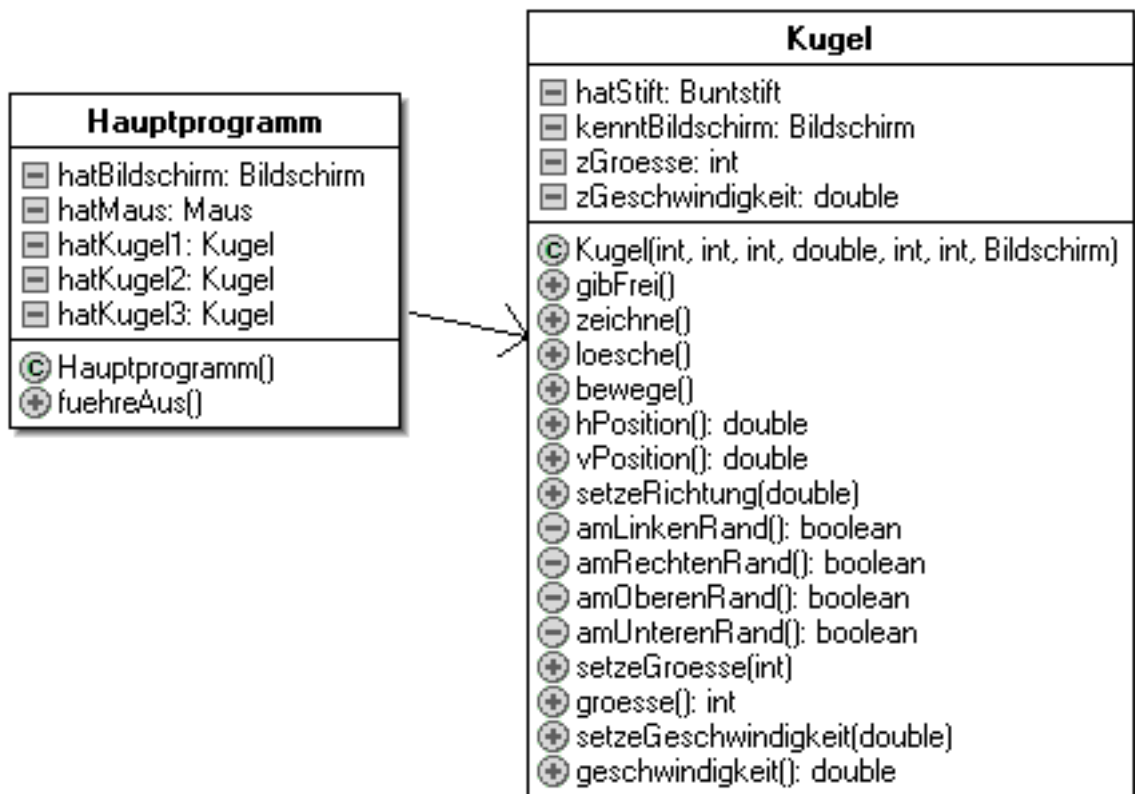 Hauptprogramm
hatBildschirm: Bildschirm
hatMaus: Maus
hatKugel1: Kugel
hatKugel2: Kugel
hatKugel3: Kugel
Hauptprogramm()
fuehreAus()
Kugel
hatStift: Buntstift
kenntBildschirm: Bildschirm
zGroesse: int
zGeschwindigkeit: double
Kugel(int, int, int, double, int, int, Bildschirm)
gibFrei()
zeichne()
loesche()
bewege()
hPosition(): double
vPosition(): double
setzeRichtung(double)
amLinkenRand(): boolean
amRechtenRand(): boolean
amOberenRand(): boolean
amUnterenRand(): boolean
setzeGroesse(int)
groesse(): int
setzeGeschwindigkeit(double)
geschwindigkeit(): double